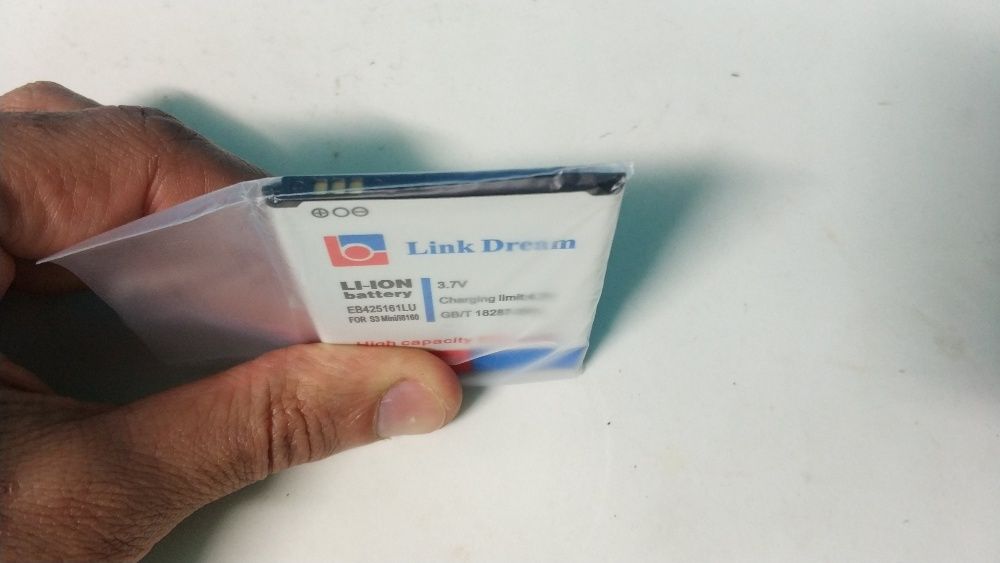 Link Dream
LI-ION
battery
EB425161LU
FOR S3 Mini/i8160
3.7V
Charging limit
GB/T
High capacity